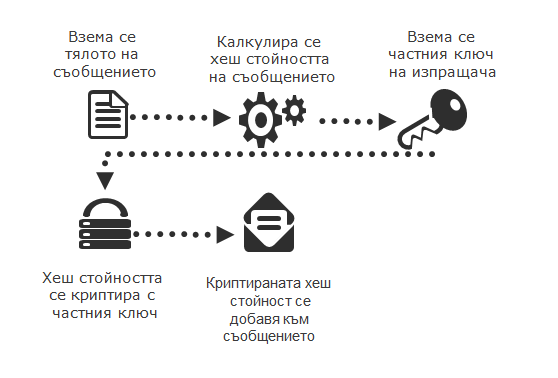 Взема се
тялото на
съобщението
Калкулира се
хеш стойността
на съобщението
Взема се
частния ключ
на изпращача
Хеш стойността
се криптира с
частния ключ
Криптираната хеш
стойност се
добавя към
съобщението